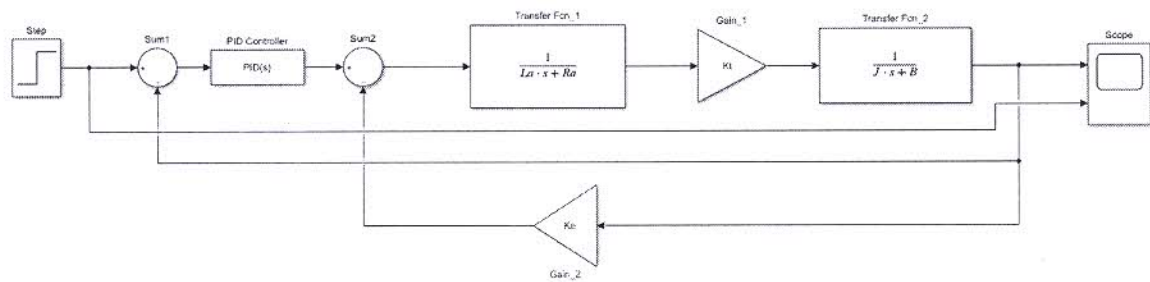 Step
Sum1
PID Controller
PID(s)
Sum2
Transfer Fcn_1
1
La · s + Ra
Gain_1
Kt
Transfer Fcn_2
1
J · s + B
Scope
Ke
Gain_2